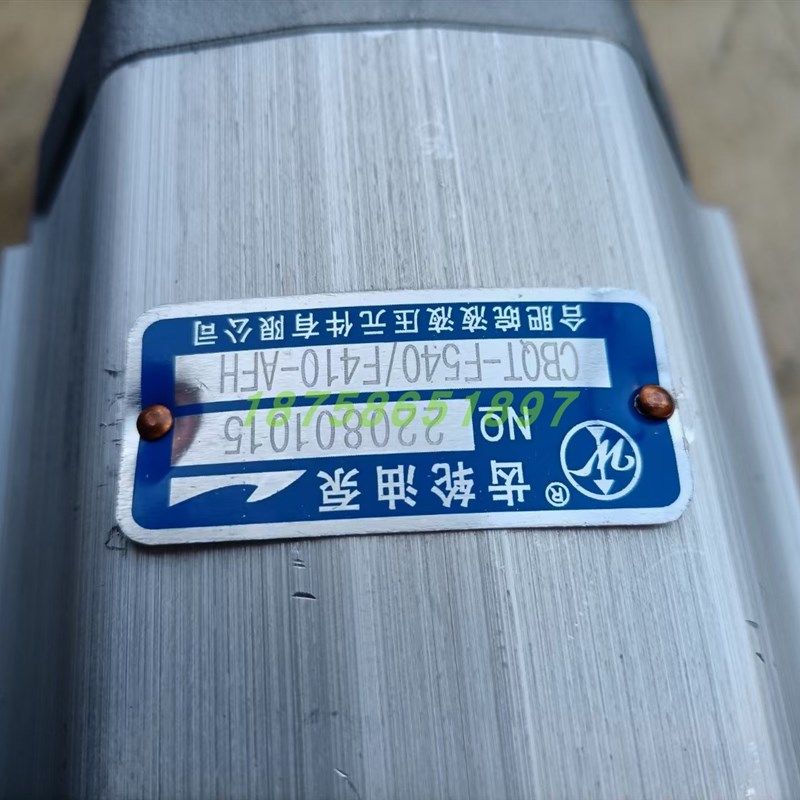 齿轮油泵
NO. 220801015
CBQT-F540/F410-AFH
合肥皖液液压元件有限公司
®
18758651897